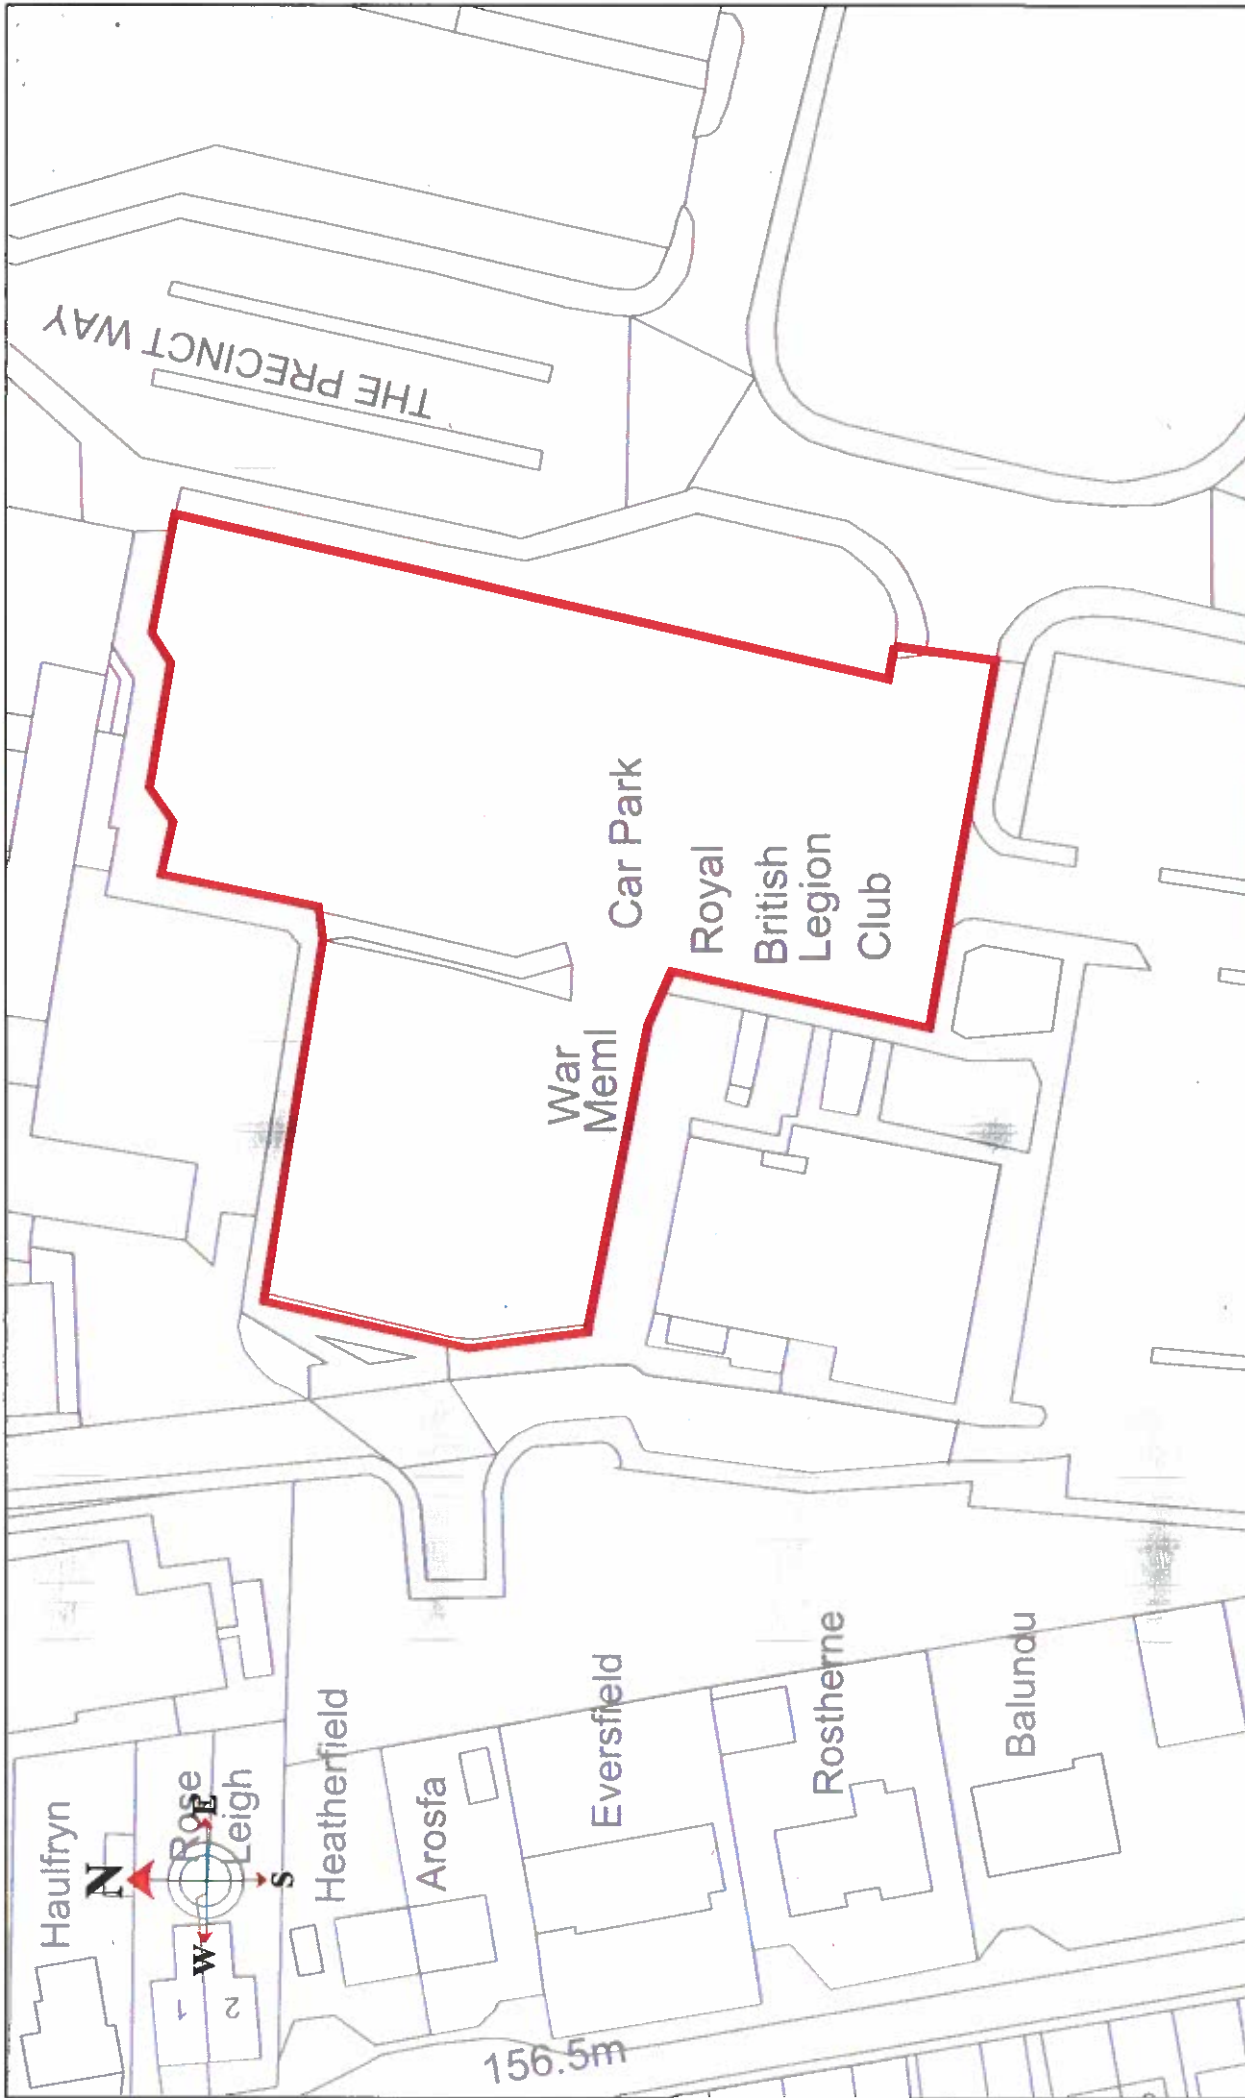 THE PRECINCT WAY
Car Park
Royal
British
Legion
Club
War
Meml
Haulfryn
Rose
Leigh
N
E
S
W
1
2
Heatherfield
Arosfa
Eversfield
Rostherne
Balunou
156.5m